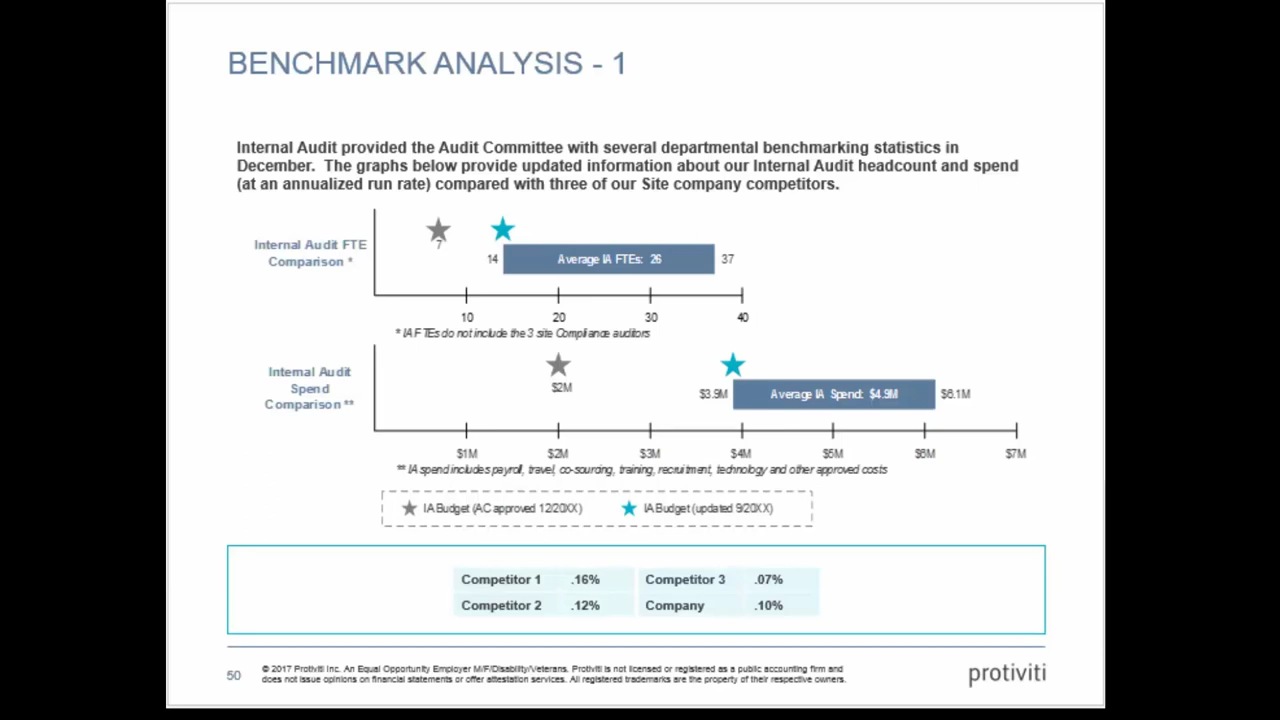 BENCHMARK ANALYSIS - 1
Internal Audit provided the Audit Committee with several departmental benchmarking statistics in
December. The graphs below provide updated information about our Internal Audit headcount and spend
(at an annualized run rate) compared with three of our Site company competitors.
Internal Audit FTE
Comparison *
7
14
Average IA FTEs: 26
37
10 20 30 40
* IA FTEs do not include the 3 site Compliance auditors
Internal Audit
Spend
Comparison **
$2M
$3.9M
Average IA Spend: $4.9M
$6.1M
$1M $2M $3M $4M $5M $6M $7M
** IA spend includes payroll, travel, co-sourcing, training, recruitment, technology and other approved costs
IA Budget (AC approved 12/20XX) IA Budget (updated 9/20XX)
Competitor 1 .16% Competitor 3 .07%
Competitor 2 .12% Company .10%
50
© 2017 Protiviti Inc. An Equal Opportunity Employer M/F/Disability/Veterans. Protiviti is not licensed or registered as a public accounting firm and
does not issue opinions on financial statements or offer attestation services. All registered trademarks are the property of their respective owners.
protiviti